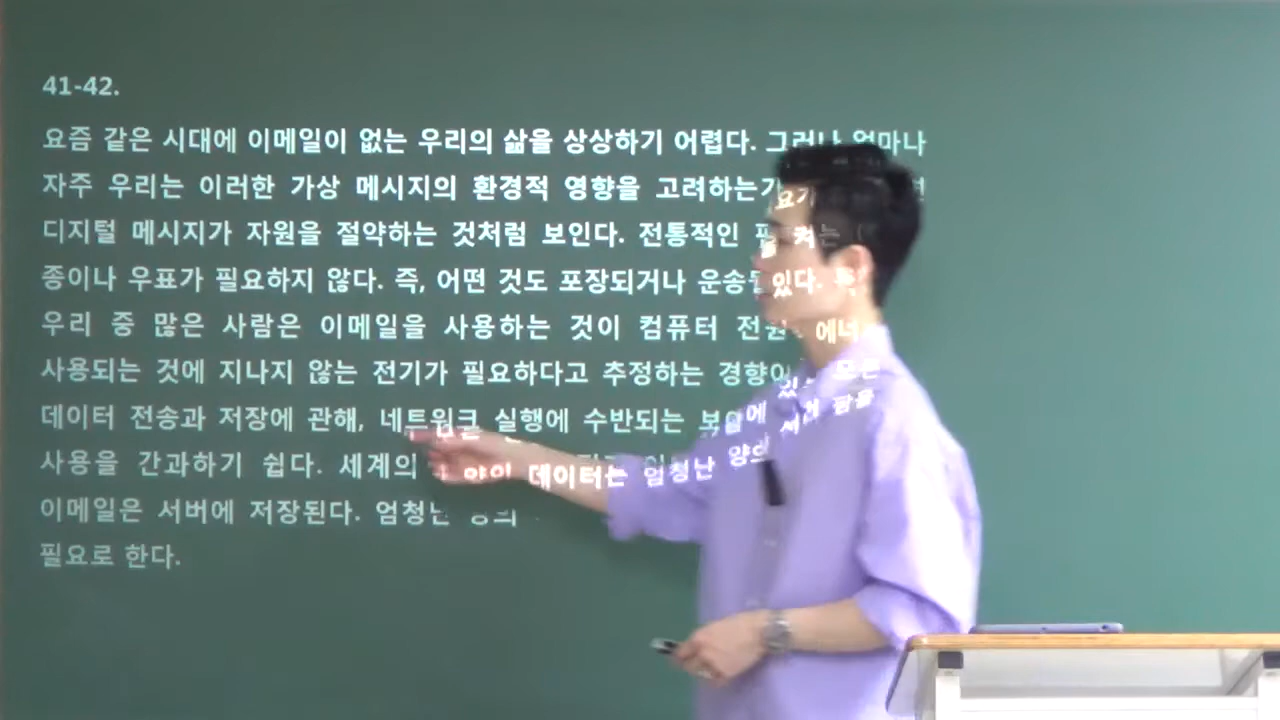 41-42.
요즘 같은 시대에 이메일이 없는 우리의 삶을 상상하기 어렵다. 그러나 얼마나
자주 우리는 이러한 가상 메시지의 환경적 영향을 고려하는가
디지털 메시지가 자원을 절약하는 것처럼 보인다. 전통적인
종이나 우표가 필요하지 않다. 즉, 어떤 것도 포장되거나 운송될 있다.
우리 중 많은 사람은 이메일을 사용하는 것이 컴퓨터 전원
사용되는 것에 지나지 않는 전기가 필요하다고 추정하는 경향이 있
데이터 전송과 저장에 관해, 네트워크 실행에 수반되는
사용을 간과하기 쉽다. 세계의
이메일은 서버에 저장된다. 엄청난 양의 데이터는 엄청난 양의
필요로 한다.